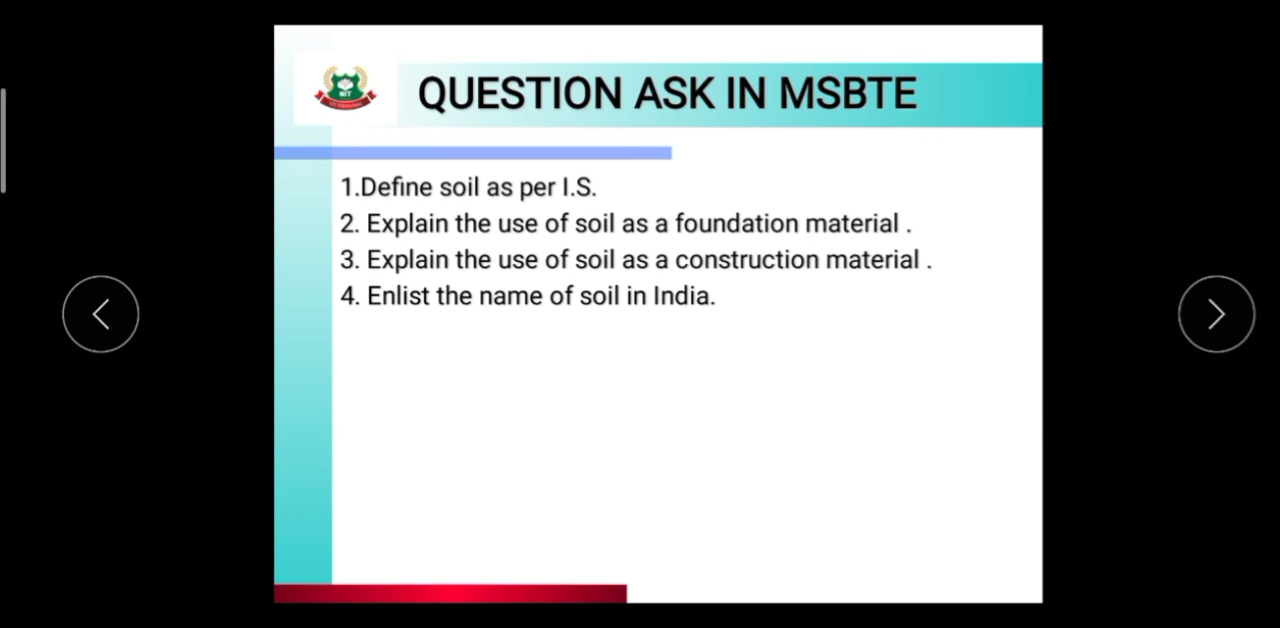 NIT
QUESTION ASK IN MSBTE
1.Define soil as per I.S.
2. Explain the use of soil as a foundation material .
3. Explain the use of soil as a construction material .
4. Enlist the name of soil in India.